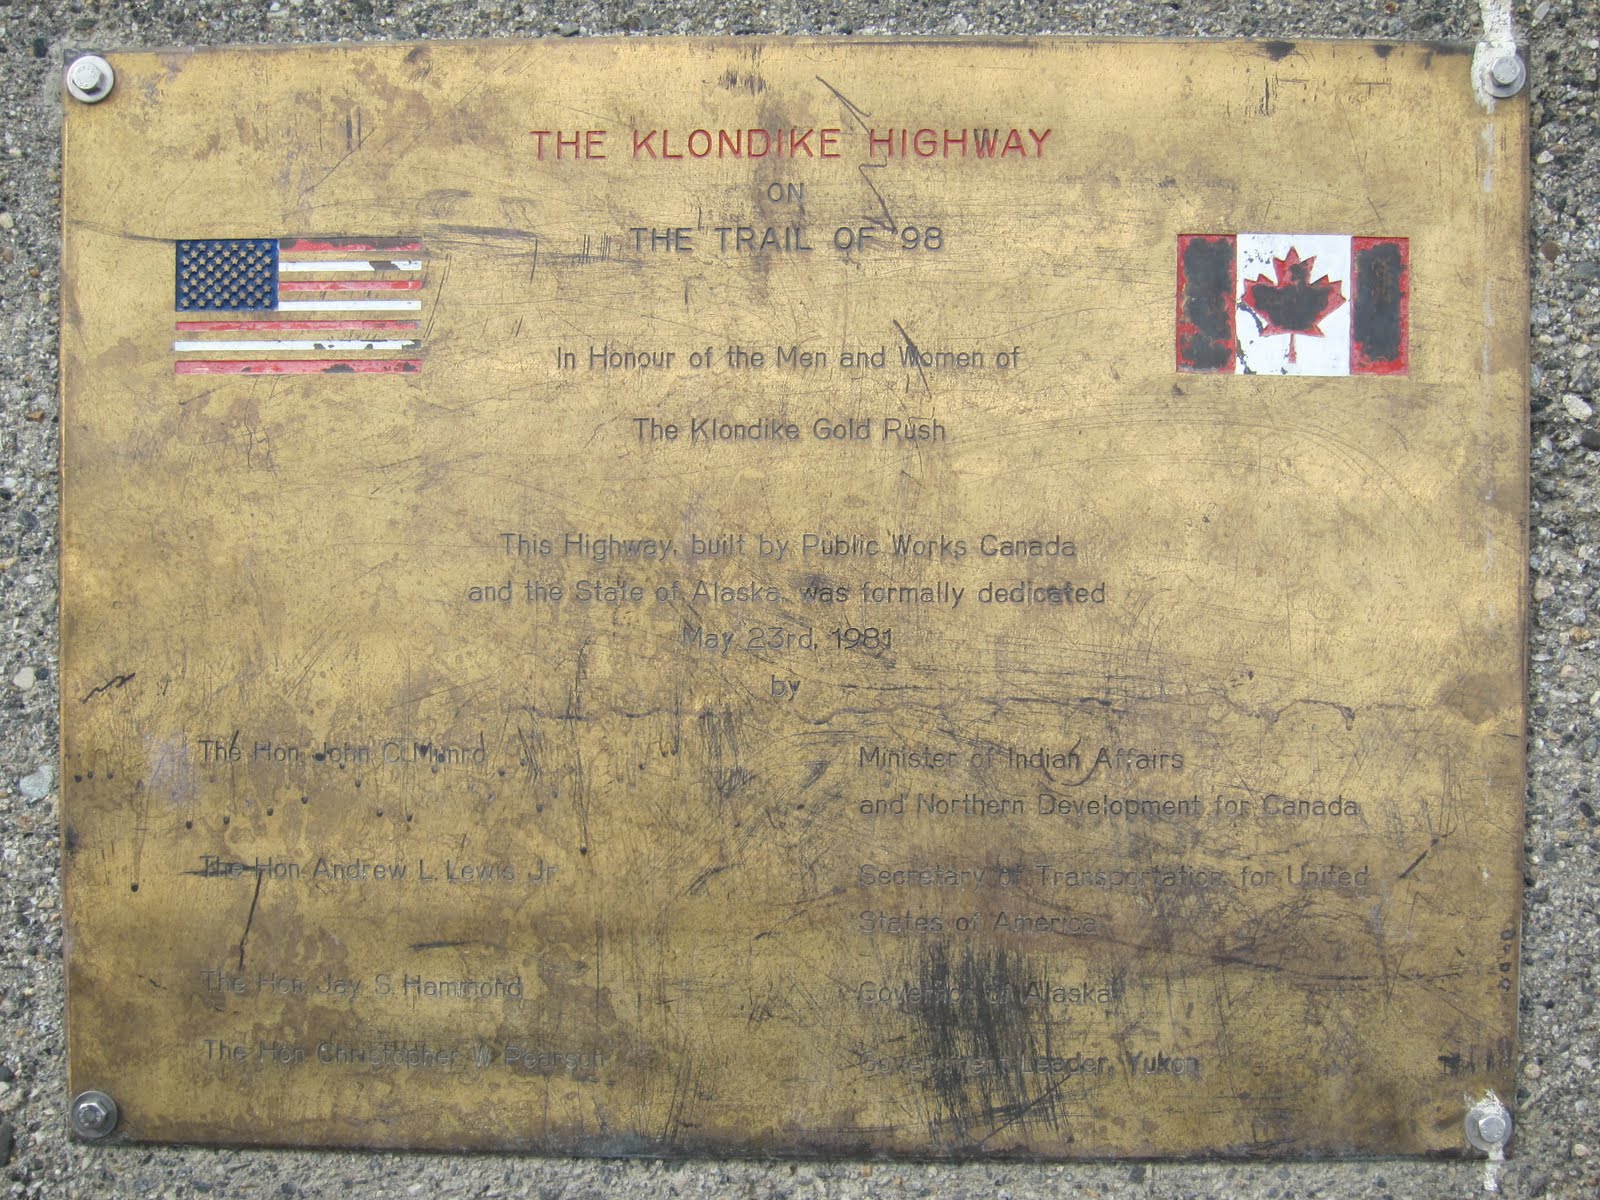 THE KLONDIKE HIGHWAY
ON
THE TRAIL OF '98
In Honour of the Men and Women of
The Klondike Gold Rush
This Highway, built by Public Works Canada
and the State of Alaska, was formally dedicated
May 23rd, 1981
by
The Hon. John C. Munro
Minister of Indian Affairs
and Northern Development for Canada
The Hon. Andrew L. Lewis Jr.
Secretary of Transportation for United
States of America
The Hon. Jay S. Hammond
Governor of Alaska
The Hon. Christopher W. Pearson
Government Leader, Yukon